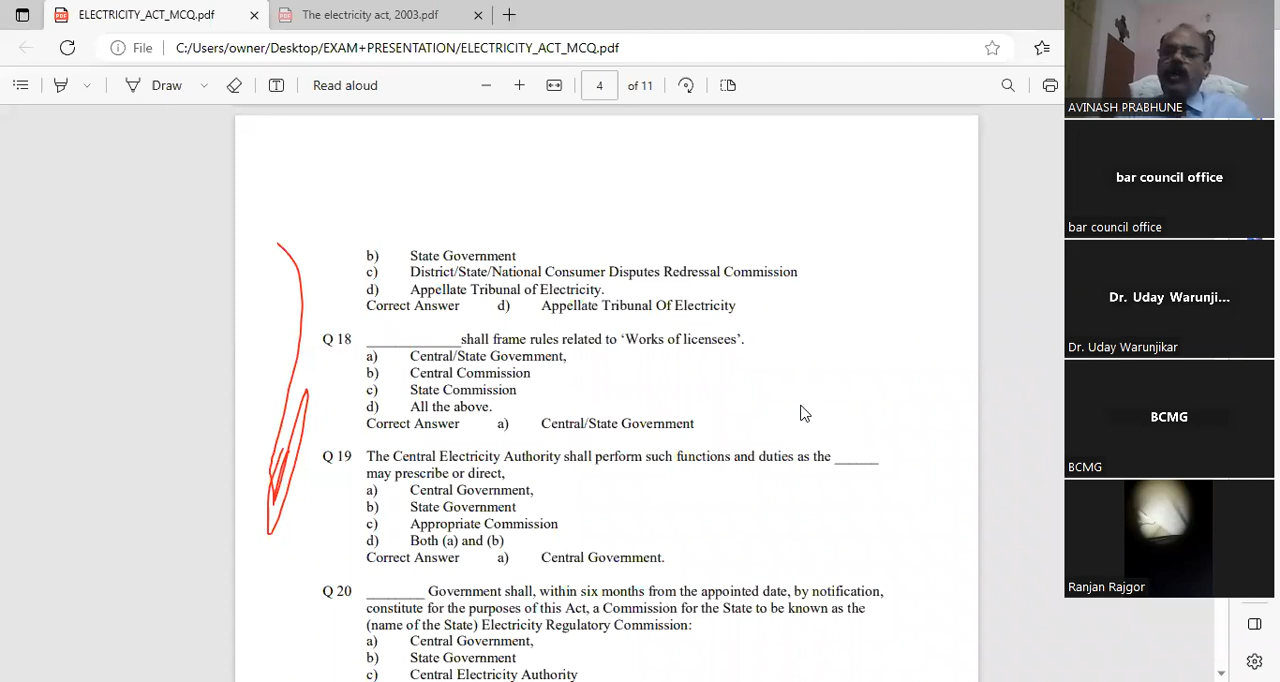 ELECTRICITY_ACT_MCQ.pdf
The electricity act, 2003.pdf
File
C:/Users/owner/Desktop/EXAM+PRESENTATION/ELECTRICITY_ACT_MCQ.pdf
Draw
Read aloud
4
of 11
b) State Government
c) District/State/National Consumer Disputes Redressal Commission
d) Appellate Tribunal of Electricity.
Correct Answer d) Appellate Tribunal Of Electricity
Q 18 ____________shall frame rules related to ‘Works of licensees’.
a) Central/State Government,
b) Central Commission
c) State Commission
d) All the above.
Correct Answer a) Central/State Government
Q 19 The Central Electricity Authority shall perform such functions and duties as the ______
may prescribe or direct,
a) Central Government,
b) State Government
c) Appropriate Commission
d) Both (a) and (b)
Correct Answer a) Central Government.
Q 20 ________ Government shall, within six months from the appointed date, by notification,
constitute for the purposes of this Act, a Commission for the State to be known as the
(name of the State) Electricity Regulatory Commission:
a) Central Government,
b) State Government
c) Central Electricity Authority
AVINASH PRABHUNE
bar council office
bar council office
Dr. Uday Warunji...
Dr. Uday Warunjikar
BCMG
BCMG
Ranjan Rajgor